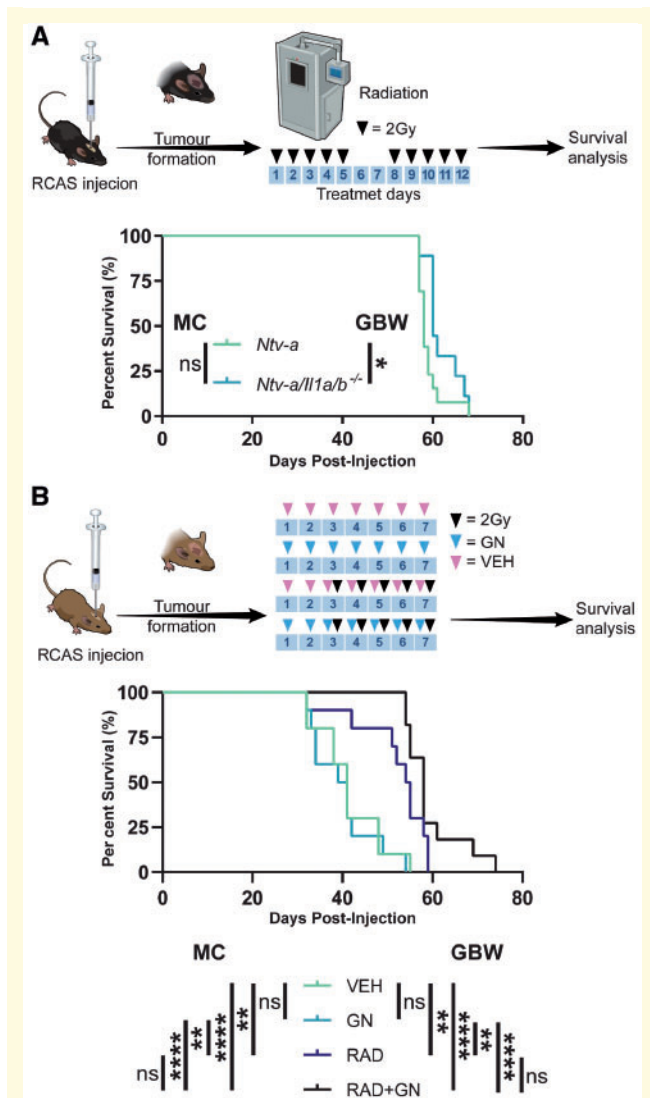 A
Radiation
= 2Gy
Tumour
formation
Survival
analysis
RCAS injecion
1 2 3 4 5 6 7 8 9 10 11 12
Treatmet days
Percent Survival (%)
100
75
50
25
0
MC
GBW
ns
Ntv-a
Ntv-a/Il1a/b-/-
*
0 20 40 60 80
Days Post-Injection
B
1 2 3 4 5 6 7
1 2 3 4 5 6 7
1 2 3 4 5 6 7
1 2 3 4 5 6 7
= 2Gy
= GN
= VEH
Tumour
formation
Survival
analysis
RCAS injecion
Per cent Survival (%)
100
75
50
25
0
0 20 40 60 80
Days Post-Injection
MC
GBW
VEH
GN
RAD
RAD+GN
ns **** ** **** ** ns
ns ** **** ** **** ns